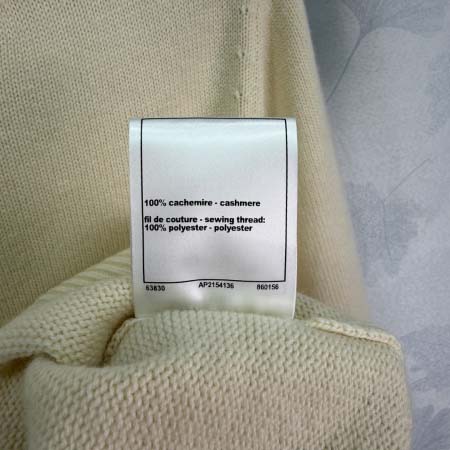 100% cachemire - cashmere
fil de couture - sewing thread:
100% polyester - polyester
63830 AP2154136 860156